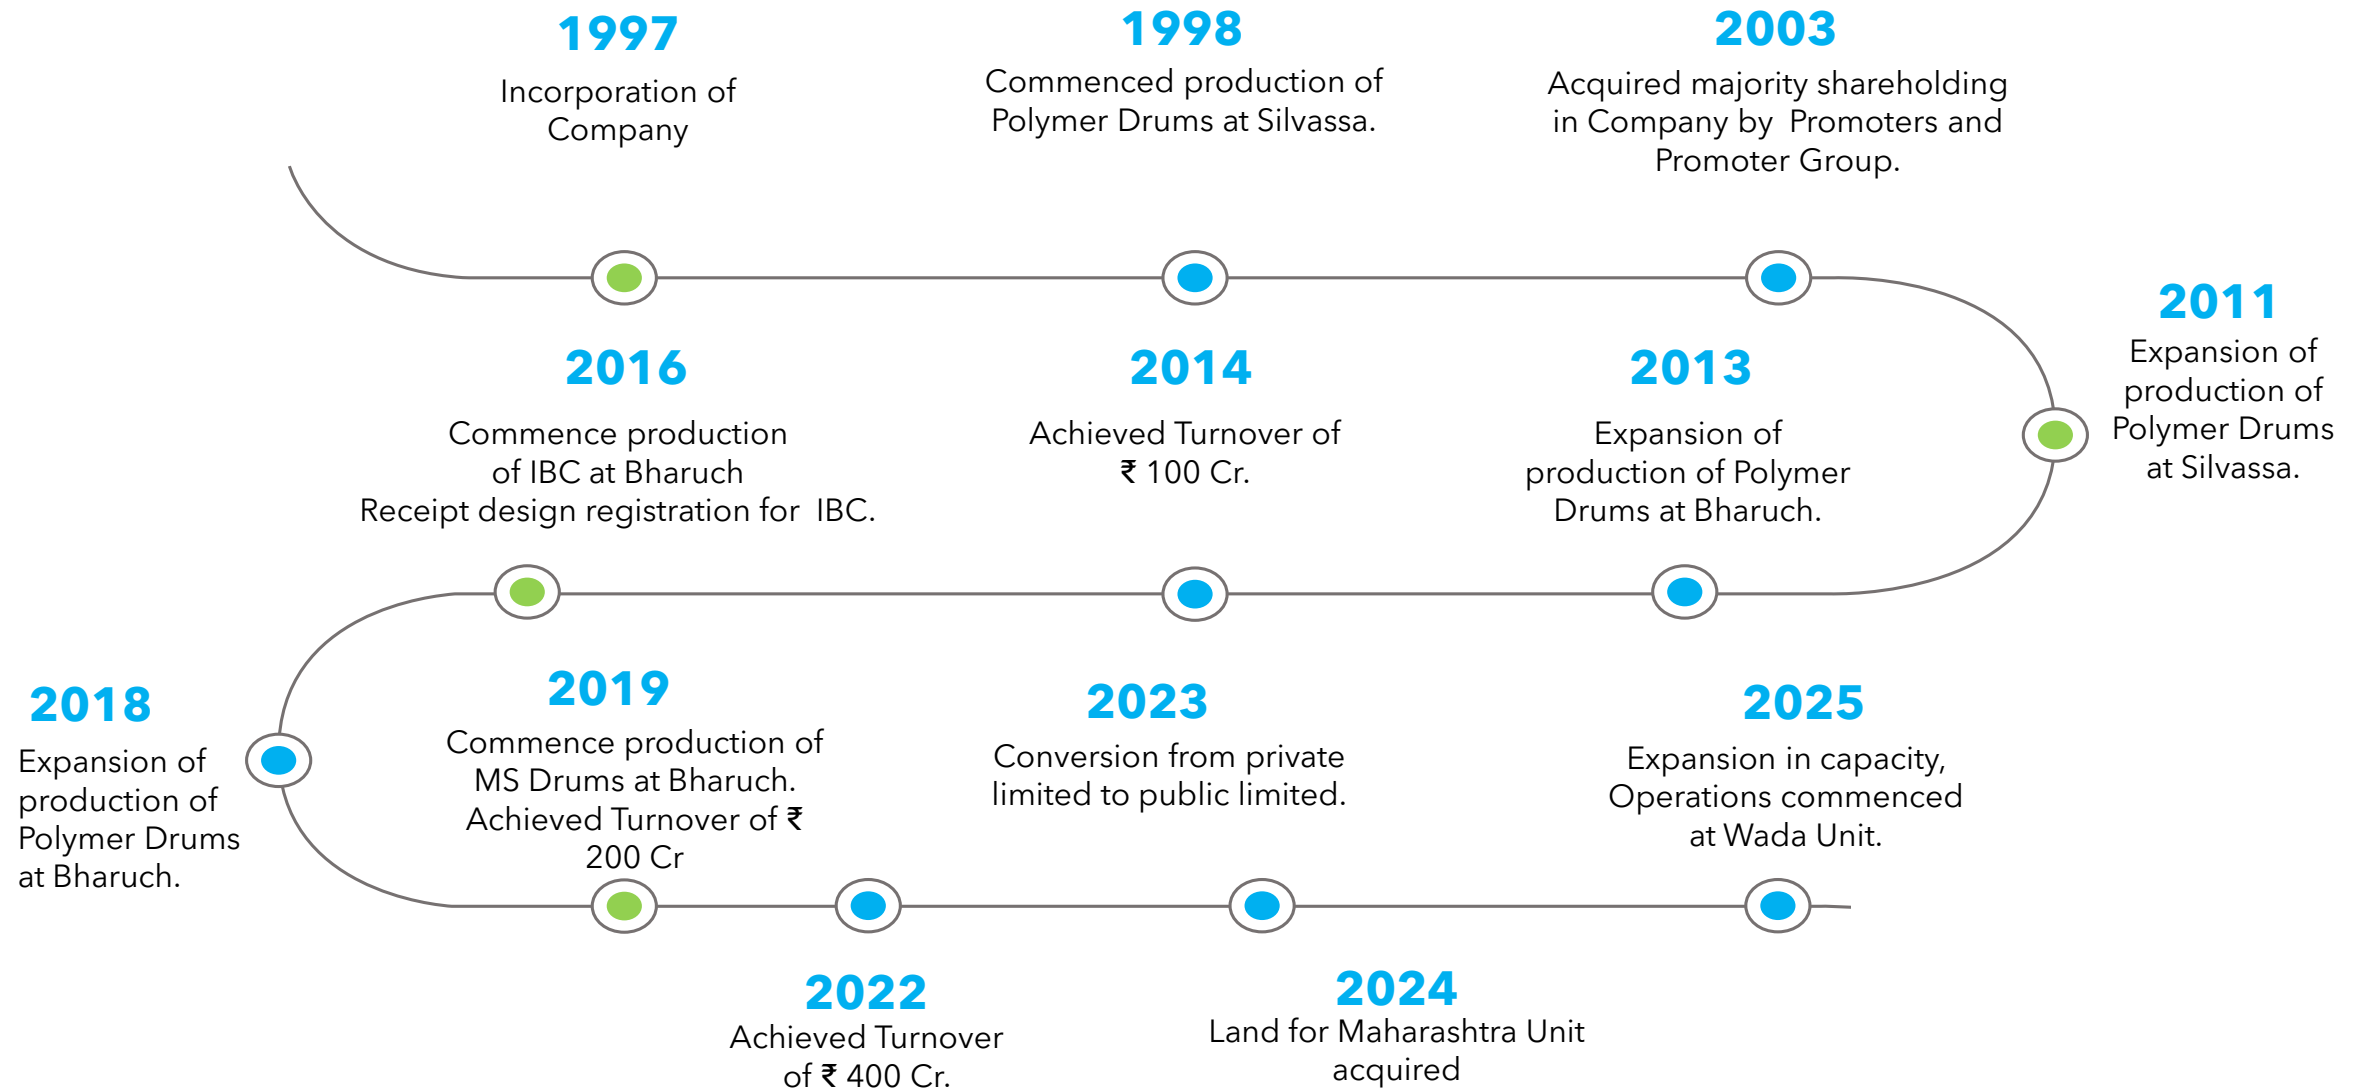 1997
Incorporation of
Company
1998
Commenced production of
Polymer Drums at Silvassa.
2003
Acquired majority shareholding
in Company by  Promoters and
Promoter Group.
2011
Expansion of
production of
Polymer Drums
at Silvassa.
2013
Expansion of
production of Polymer
Drums at Bharuch.
2014
Achieved Turnover of
₹ 100 Cr.
2016
Commence production
of IBC at Bharuch
Receipt design registration for  IBC.
2018
Expansion of
production of
Polymer Drums
at Bharuch.
2019
Commence production of
MS Drums at Bharuch.
Achieved Turnover of ₹
200 Cr
2022
Achieved Turnover
of ₹ 400 Cr.
2023
Conversion from private
limited to public limited.
2024
Land for Maharashtra Unit
acquired
2025
Expansion in capacity,
Operations commenced
at Wada Unit.